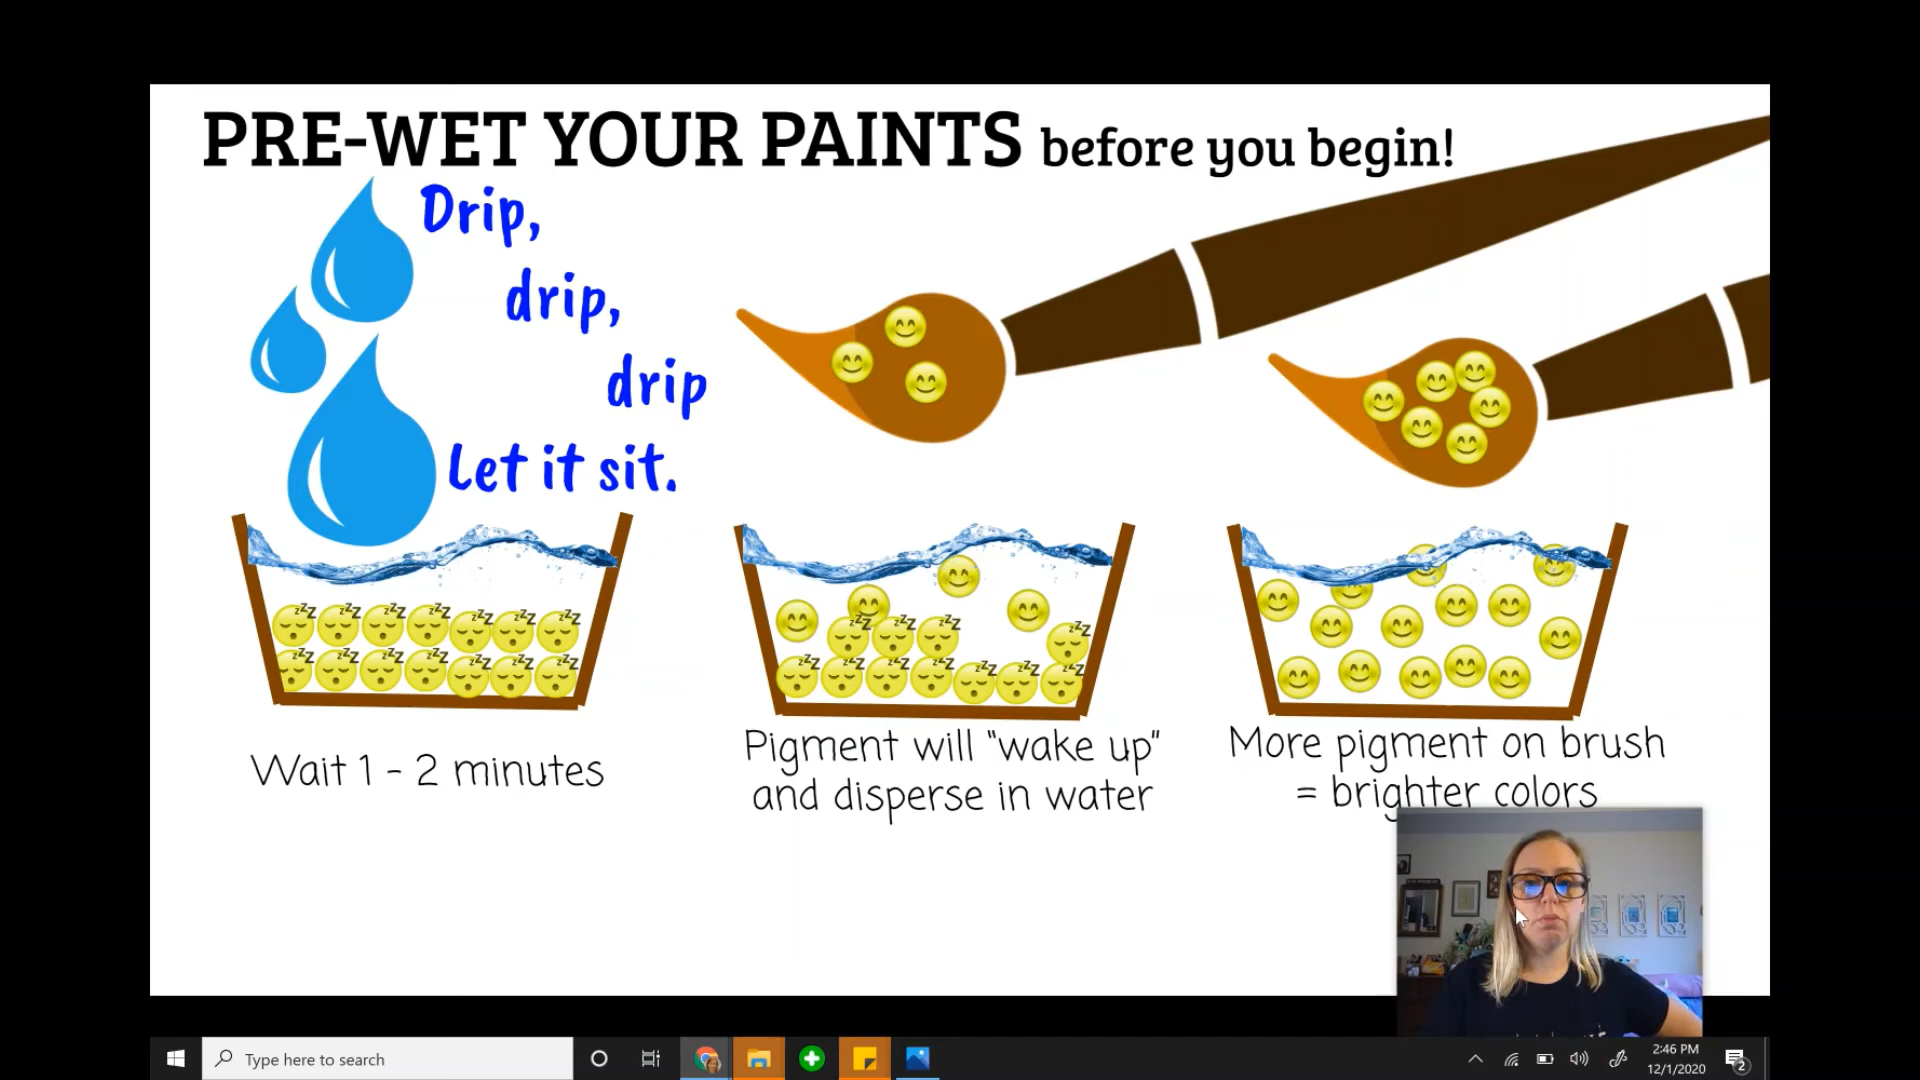 PRE-WET YOUR PAINTS before you begin!
Drip,
drip,
drip
Let it sit.
Wait 1 - 2 minutes
Pigment will "wake up"
and disperse in water
More pigment on brush
= brighter colors
Type here to search
2:46 PM
12/1/2020
2